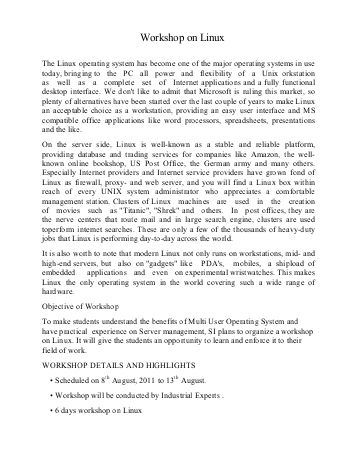 Workshop on Linux
The Linux operating system has become one of the major operating systems in use
today, bringing to the PC all power and flexibility of a Unix orkstation
as well as a complete set of Internet applications and a fully functional
desktop interface. We don't like to admit that Microsoft is ruling this market, so
plenty of alternatives have been started over the last couple of years to make Linux
an acceptable choice as a workstation, providing an easy user interface and MS
compatible office applications like word processors, spreadsheets, presentations
and the like.
On the server side, Linux is well-known as a stable and reliable platform,
providing database and trading services for companies like Amazon, the well-
known online bookshop, US Post Office, the German army and many others.
Especially Internet providers and Internet service providers have grown fond of
Linux as firewall, proxy- and web server, and you will find a Linux box within
reach of every UNIX system administrator who appreciates a comfortable
management station. Clusters of Linux machines are used in the creation
of movies such as "Titanic", "Shrek" and others. In post offices, they are
the nerve centers that route mail and in large search engine, clusters are used
toperform internet searches. These are only a few of the thousands of heavy-duty
jobs that Linux is performing day-to-day across the world.
It is also worth to note that modern Linux not only runs on workstations, mid- and
high-end servers, but also on "gadgets" like PDA's, mobiles, a shipload of
embedded applications and even on experimental wristwatches. This makes
Linux the only operating system in the world covering such a wide range of
hardware.
Objective of Workshop
To make students understand the benefits of Multi User Operating System and
have practical experience on Server management, SI plans to organize a workshop
on Linux. It will give the students an opportunity to learn and enforce it to their
field of work.
WORKSHOP DETAILS AND HIGHLIGHTS
• Scheduled on 8th August, 2011 to 13th August.
• Workshop will be conducted by Industrial Experts .
• 6 days workshop on Linux